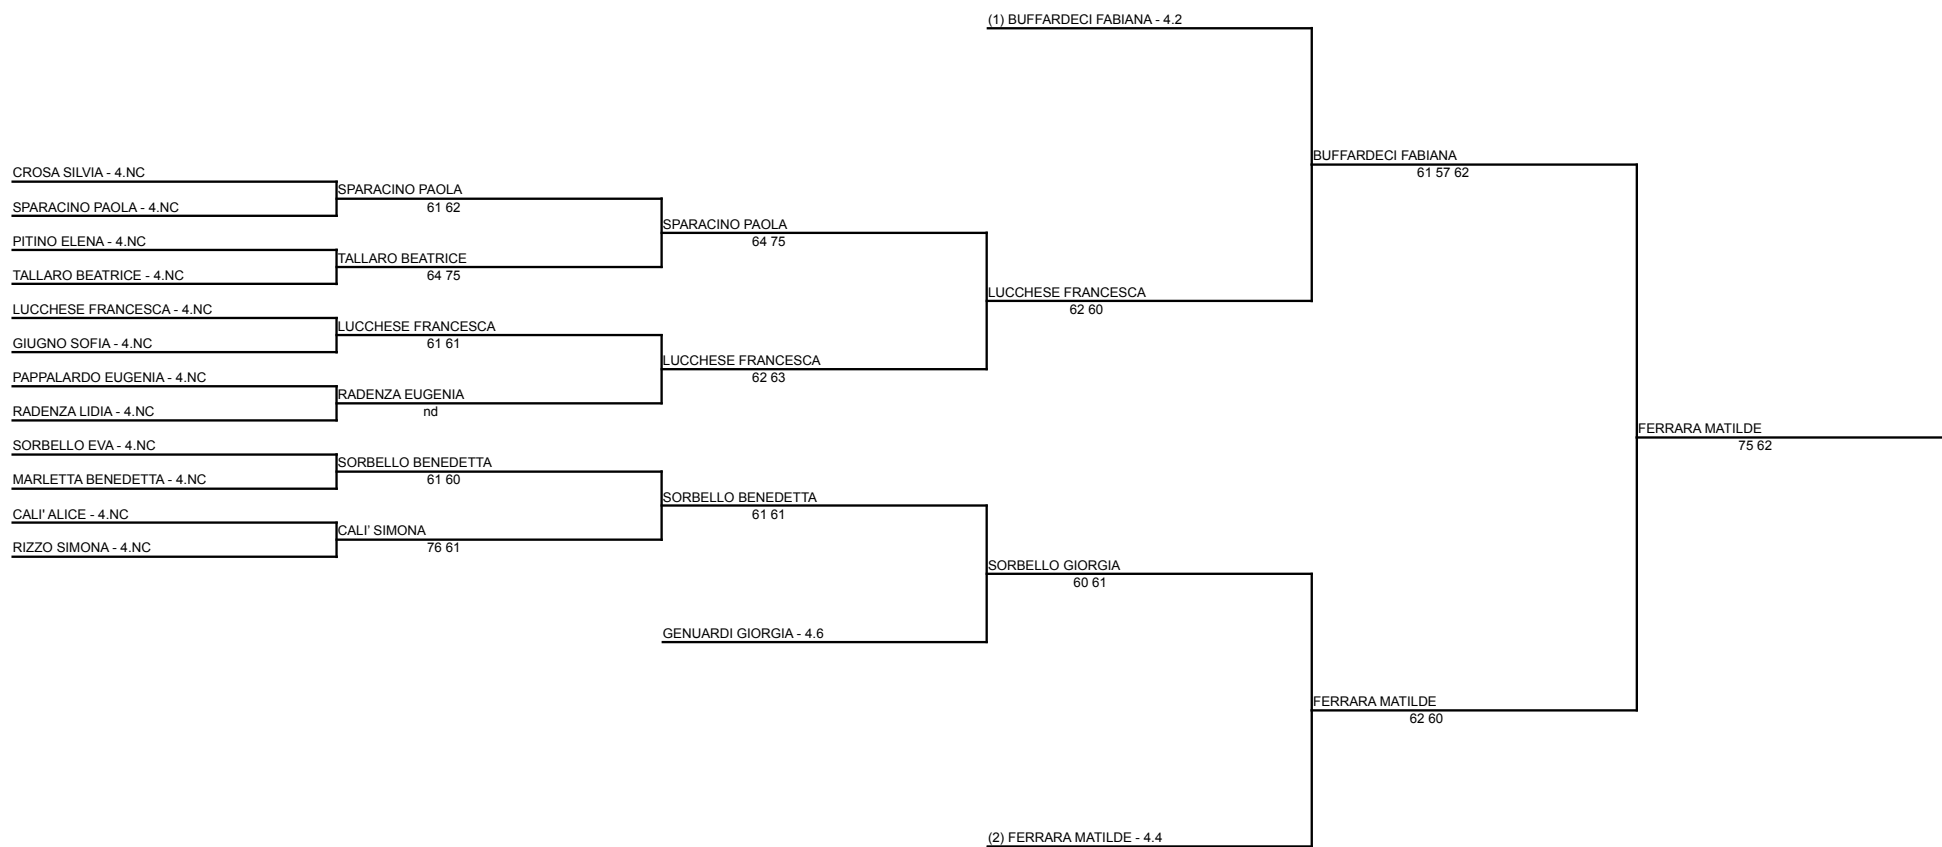 (1) BUFFARDECI FABIANA - 4.2
BUFFARDECI FABIANA
61 57 62
CROSA SILVIA - 4.NC
SPARACINO PAOLA
61 62
SPARACINO PAOLA - 4.NC
SPARACINO PAOLA
64 75
PITINO ELENA - 4.NC
TALLARO BEATRICE
64 75
TALLARO BEATRICE - 4.NC
LUCCHESE FRANCESCA
62 60
LUCCHESE FRANCESCA - 4.NC
LUCCHESE FRANCESCA
61 61
GIUGNO SOFIA - 4.NC
LUCCHESE FRANCESCA
62 63
PAPPALARDO EUGENIA - 4.NC
RADENZA EUGENIA
nd
RADENZA LIDIA - 4.NC
FERRARA MATILDE
75 62
SORBELLO EVA - 4.NC
SORBELLO BENEDETTA
61 60
MARLETTA BENEDETTA - 4.NC
SORBELLO BENEDETTA
61 61
CALI' ALICE - 4.NC
CALI' SIMONA
76 61
RIZZO SIMONA - 4.NC
SORBELLO GIORGIA
60 61
GENUARDI GIORGIA - 4.6
FERRARA MATILDE
62 60
(2) FERRARA MATILDE - 4.4